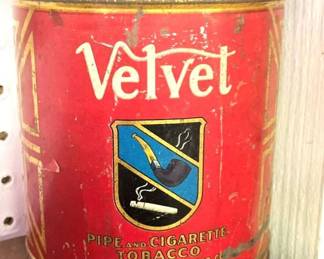 Velvet
PIPE AND CIGARETTE
TOBACCO